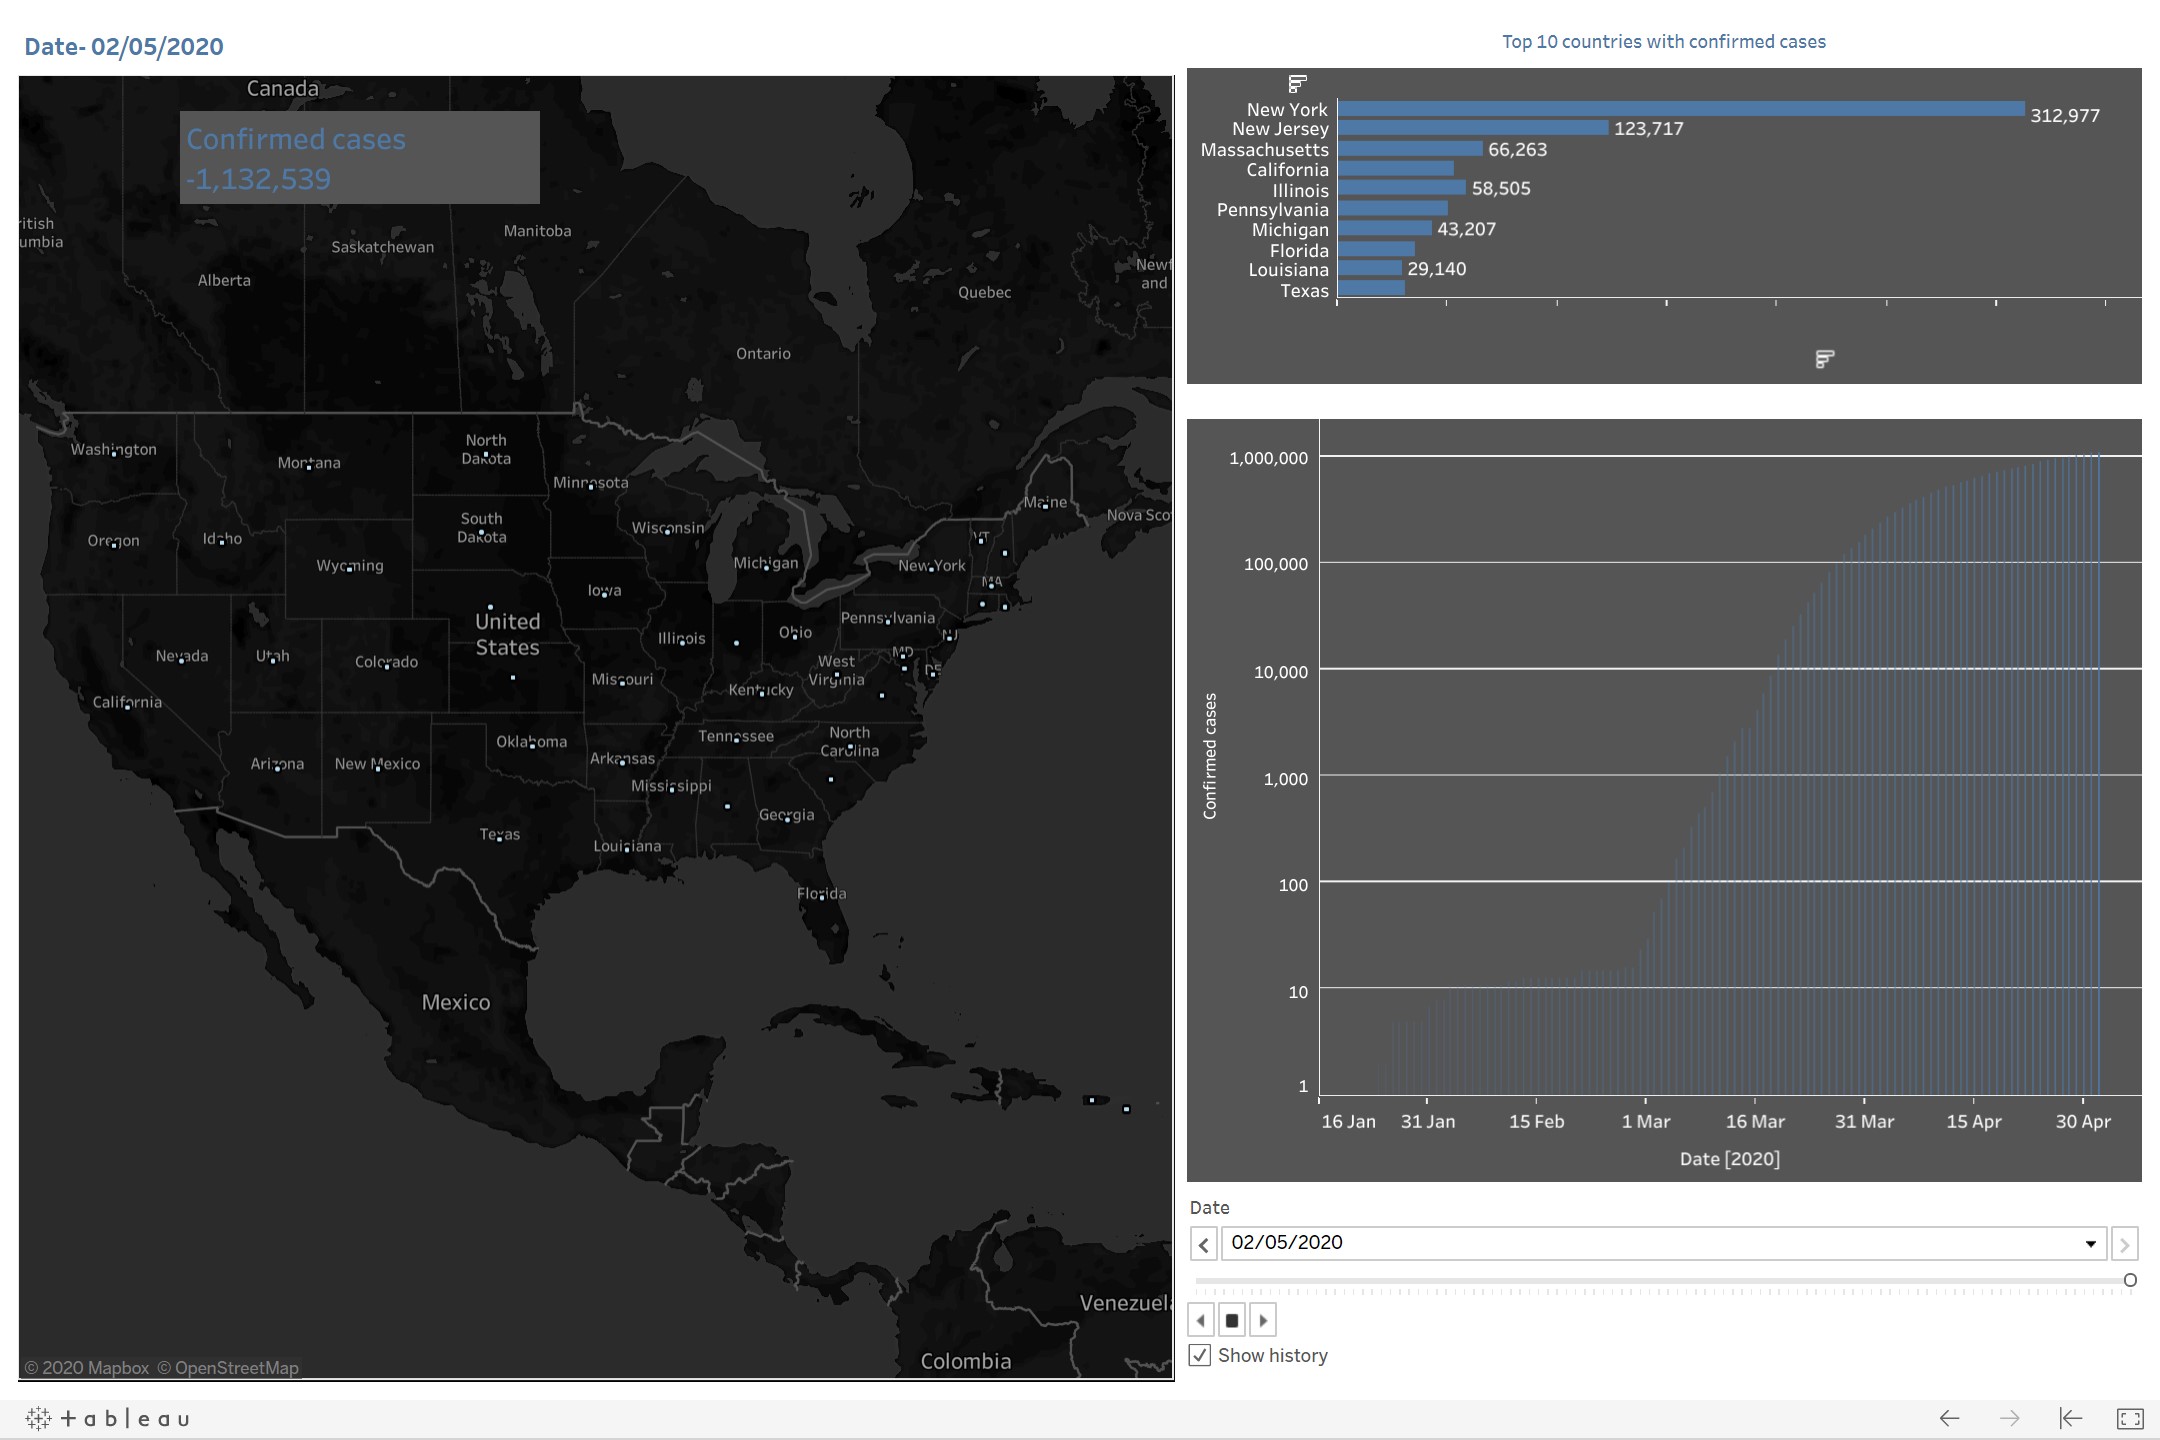 Date- 02/05/2020
Canada
Confirmed cases
-1,132,539
ritish
umbia
Alberta
Saskatchewan
Manitoba
Ontario
Quebec
Newf
and
Nova Sco
Washington
Montana
North
Dakota
Minnesota
Oregon
Idaho
South
Dakota
Wisconsin
Maine
Wyoming
Michigan
New York
VT
MA
Iowa
United
States
Nevada
Utah
Colorado
Illinois
Ohio
Pennsylvania
NJ
MD
DE
West
Virginia
Missouri
Kentucky
California
Arizona
New Mexico
Oklahoma
Arkansas
Tennessee
North
Carolina
Mississippi
Georgia
Texas
Louisiana
Florida
Mexico
Venezuela
Colombia
© 2020 Mapbox © OpenStreetMap
Top 10 countries with confirmed cases
New York 312,977
New Jersey 123,717
Massachusetts 66,263
California
Illinois 58,505
Pennsylvania
Michigan 43,207
Florida
Louisiana 29,140
Texas
Confirmed cases
1,000,000
100,000
10,000
1,000
100
10
1
16 Jan 31 Jan 15 Feb 1 Mar 16 Mar 31 Mar 15 Apr 30 Apr
Date [2020]
Date
02/05/2020
Show history
+ a b l e a u